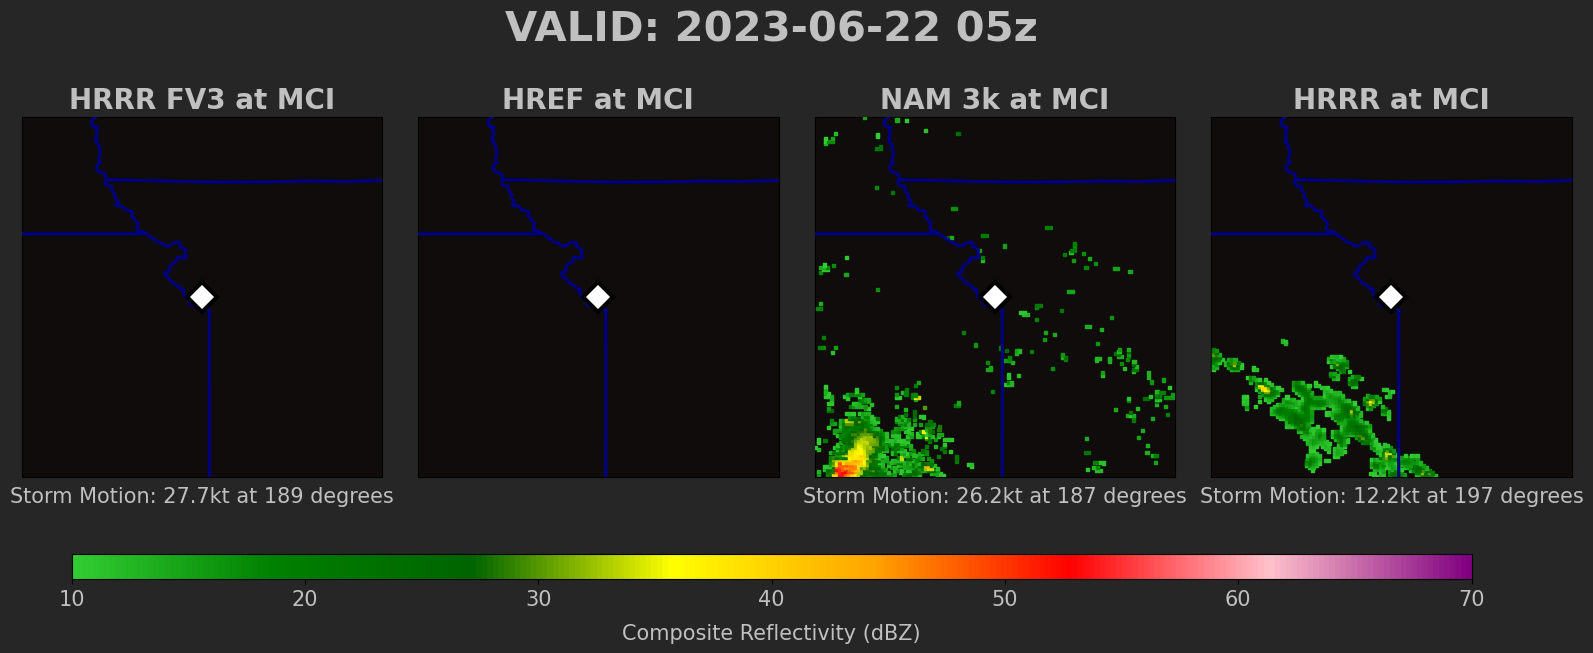 VALID: 2023-06-22 05z
HRRR FV3 at MCI
HREF at MCI
NAM 3k at MCI
HRRR at MCI
Storm Motion: 27.7kt at 189 degrees
Storm Motion: 26.2kt at 187 degrees
Storm Motion: 12.2kt at 197 degrees
10 20 30 40 50 60 70
Composite Reflectivity (dBZ)